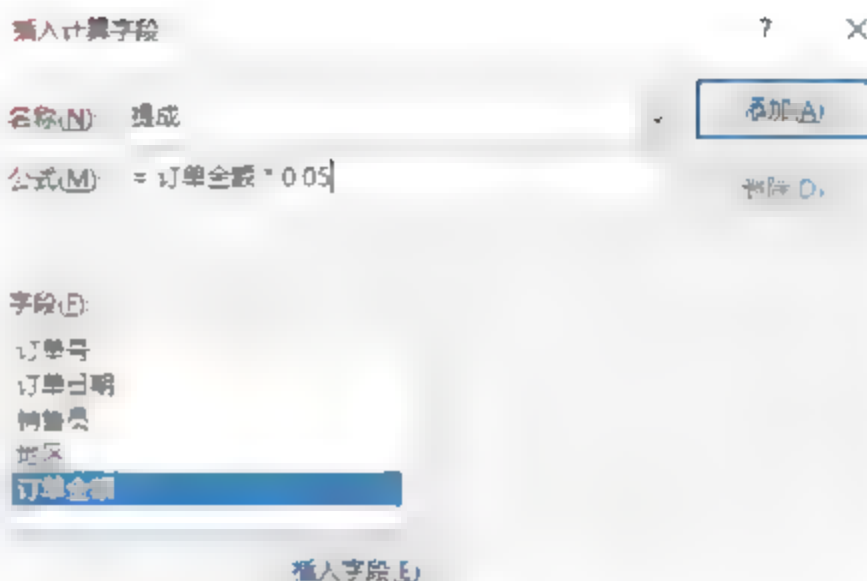 插入计算字段
名称(N): 提成
添加(A)
公式(M): = 订单金额 * 0.05
删除(D)
字段(F):
订单号
订单日期
销售员
地区
订单金额
插入字段(E)